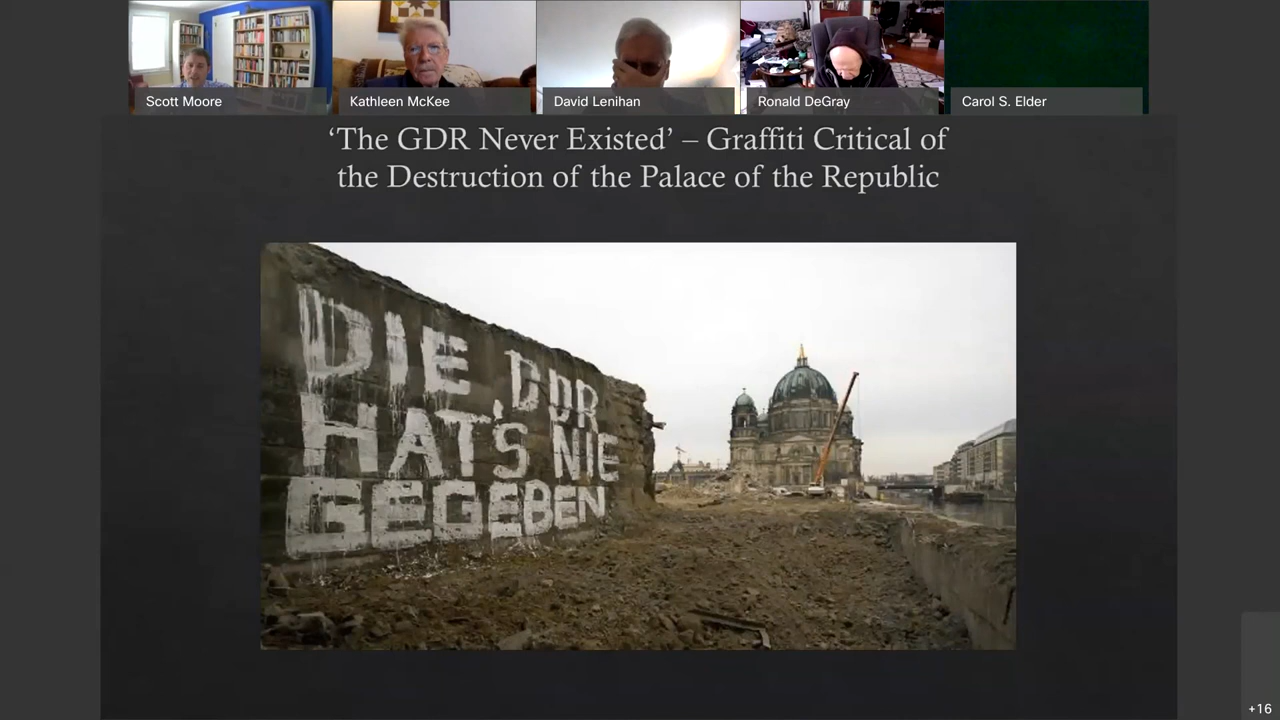 Scott Moore
Kathleen McKee
David Lenihan
Ronald DeGray
Carol S. Elder
‘The GDR Never Existed’ – Graffiti Critical of
the Destruction of the Palace of the Republic
DIE DDR
HAT'S NIE
GEGEBEN
+16